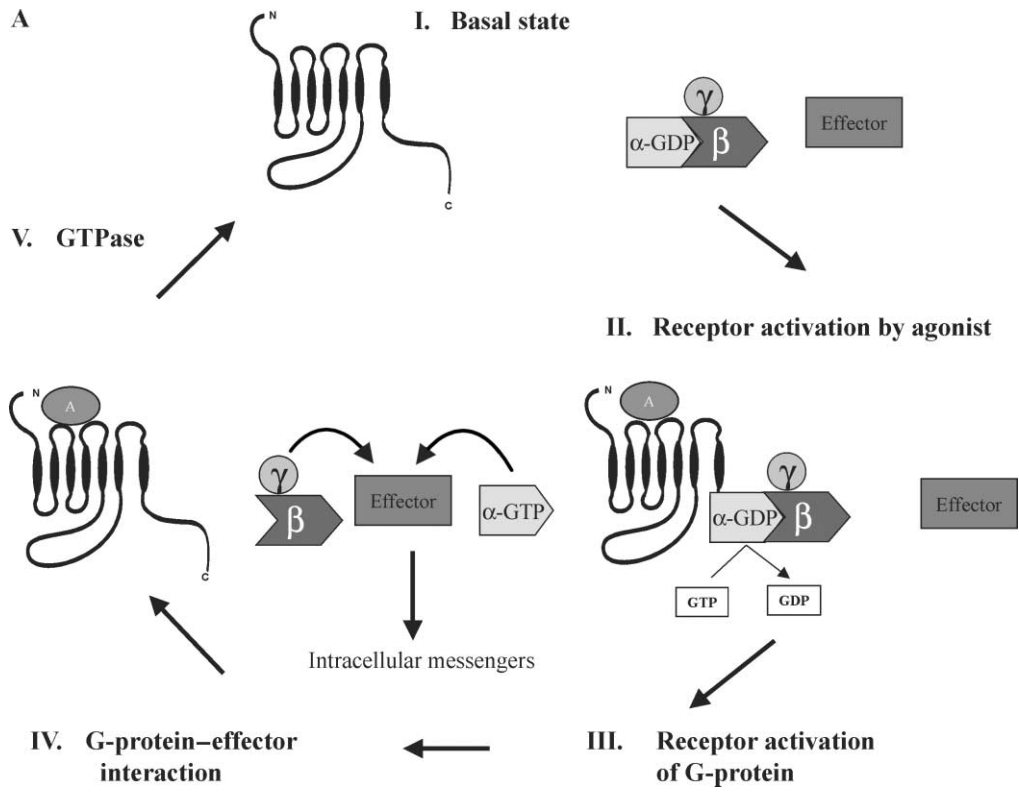 A
I. Basal state
N
C
γ
α-GDP
β
Effector
V. GTPase
II. Receptor activation by agonist
N
A
C
γ
β
Effector
α-GTP
Intracellular messengers
N
A
γ
α-GDP
β
Effector
GTP
GDP
IV. G-protein–effector
interaction
III. Receptor activation
of G-protein